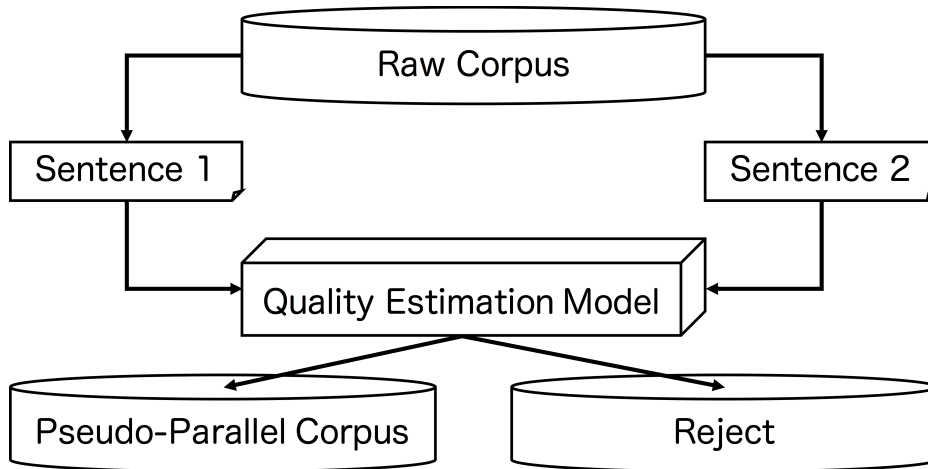 Raw Corpus
Sentence 1
Sentence 2
Quality Estimation Model
Pseudo-Parallel Corpus
Reject